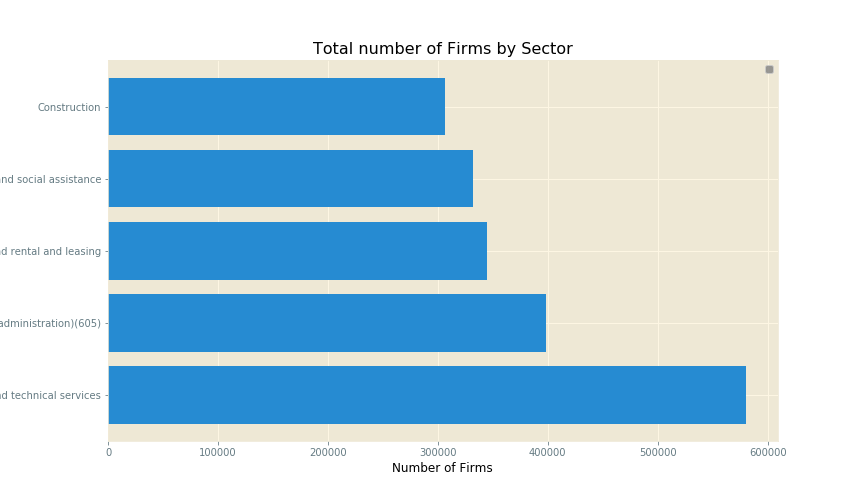 Total number of Firms by Sector
Construction
and social assistance
rental and leasing
administration)(605)
technical services
0 100000 200000 300000 400000 500000 600000
Number of Firms